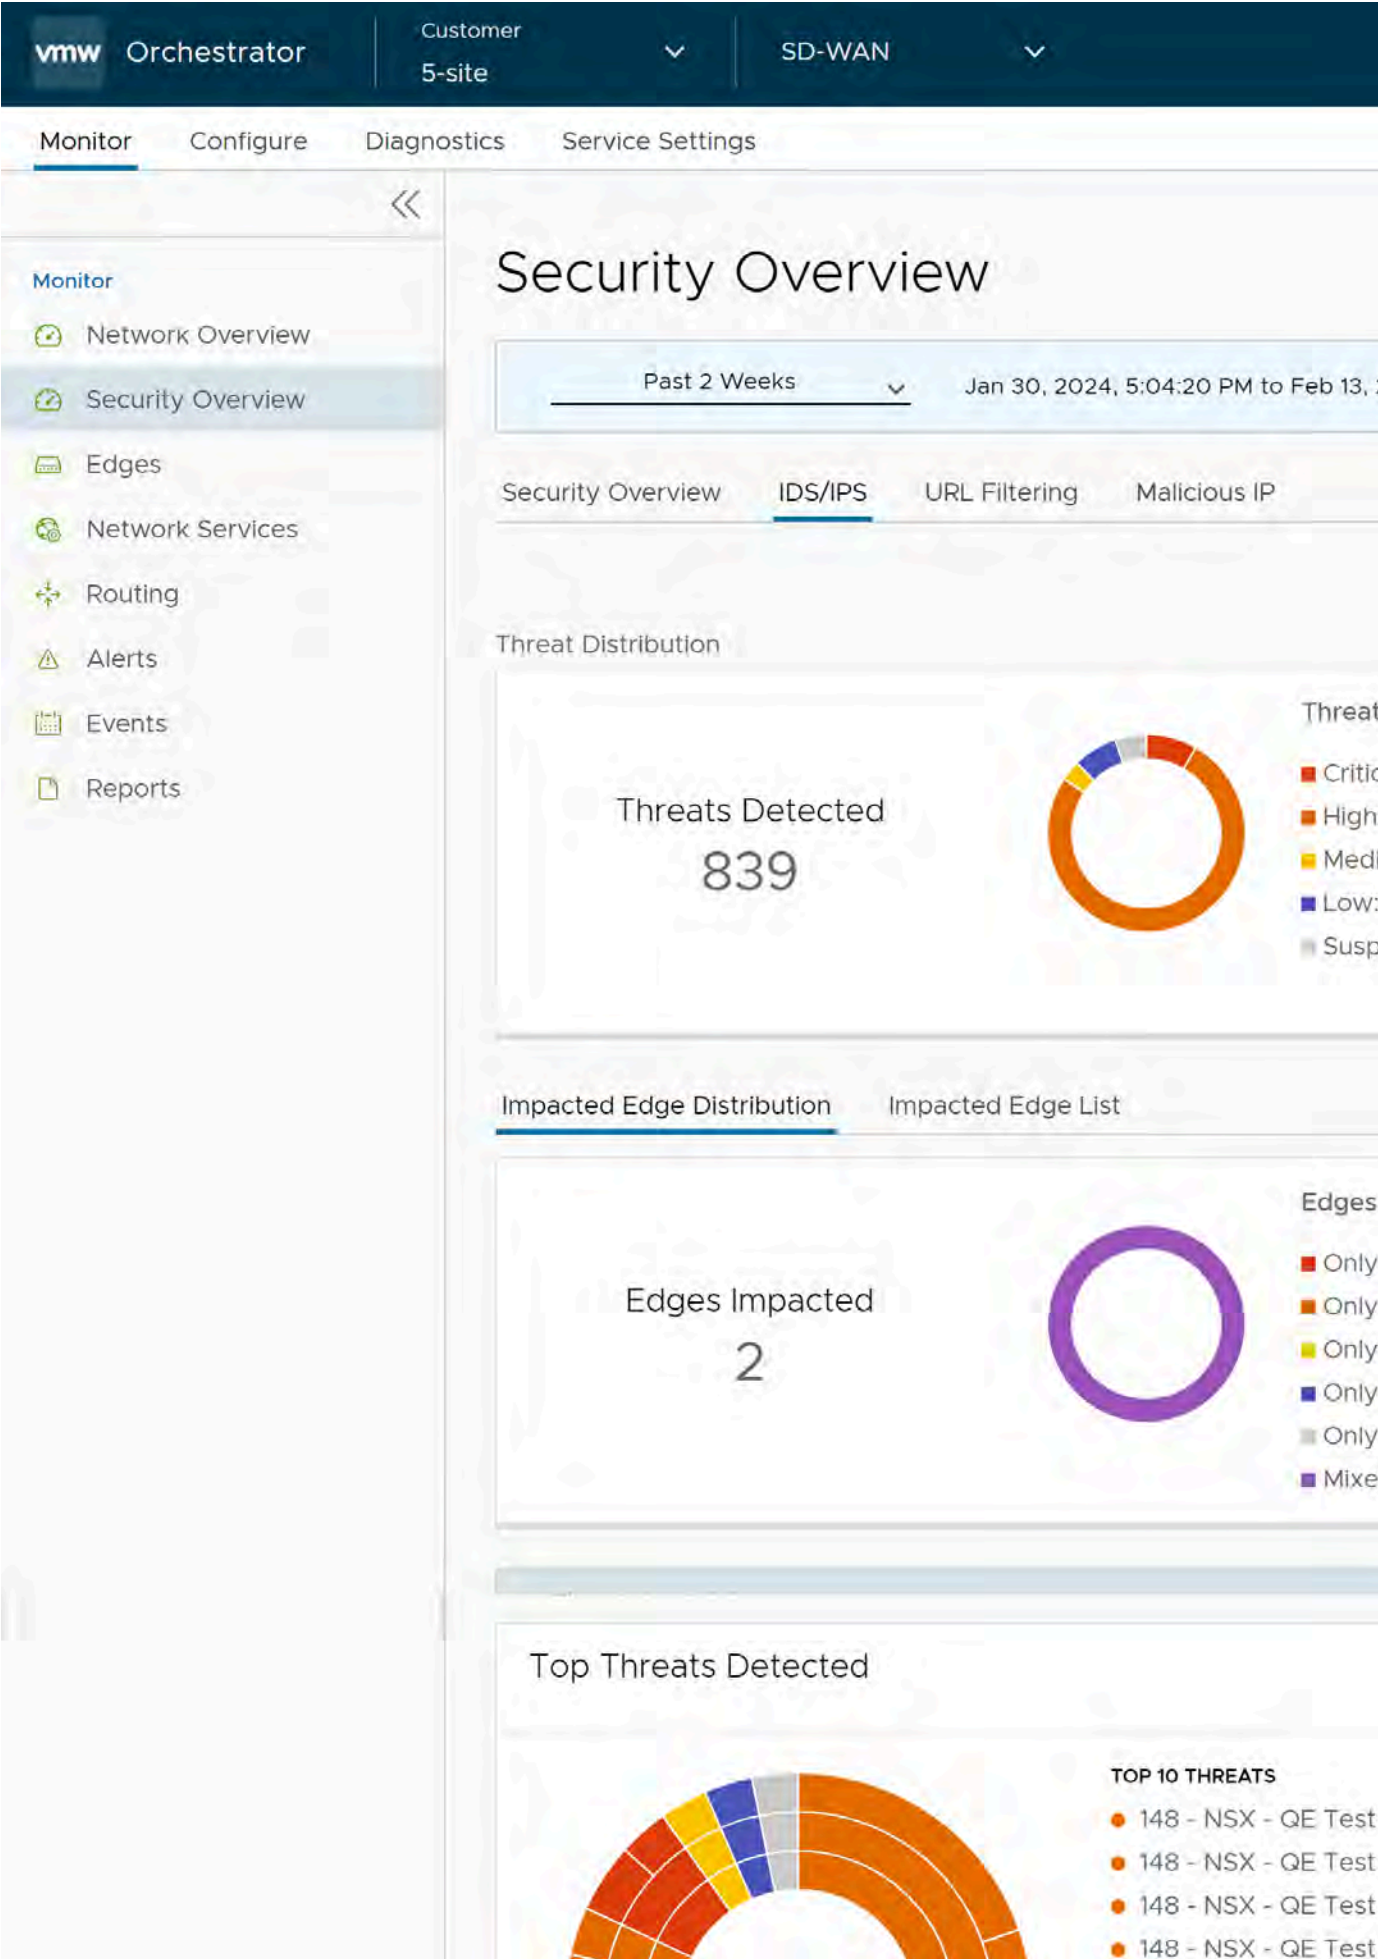 vmw Orchestrator
Customer
5-site
SD-WAN
Monitor Configure Diagnostics Service Settings
Monitor
Network Overview
Security Overview
Edges
Network Services
Routing
Alerts
Events
Reports
Security Overview
Past 2 Weeks
Jan 30, 2024, 5:04:20 PM to Feb 13,
Security Overview IDS/IPS URL Filtering Malicious IP
Threat Distribution
Threats Detected
839
Threat
Critic
High
Medi
Low:
Susp
Impacted Edge Distribution Impacted Edge List
Edges Impacted
2
Edges
Only
Only
Only
Only
Only
Mixe
Top Threats Detected
TOP 10 THREATS
148 - NSX - QE Test
148 - NSX - QE Test
148 - NSX - QE Test
148 - NSX - QE Test